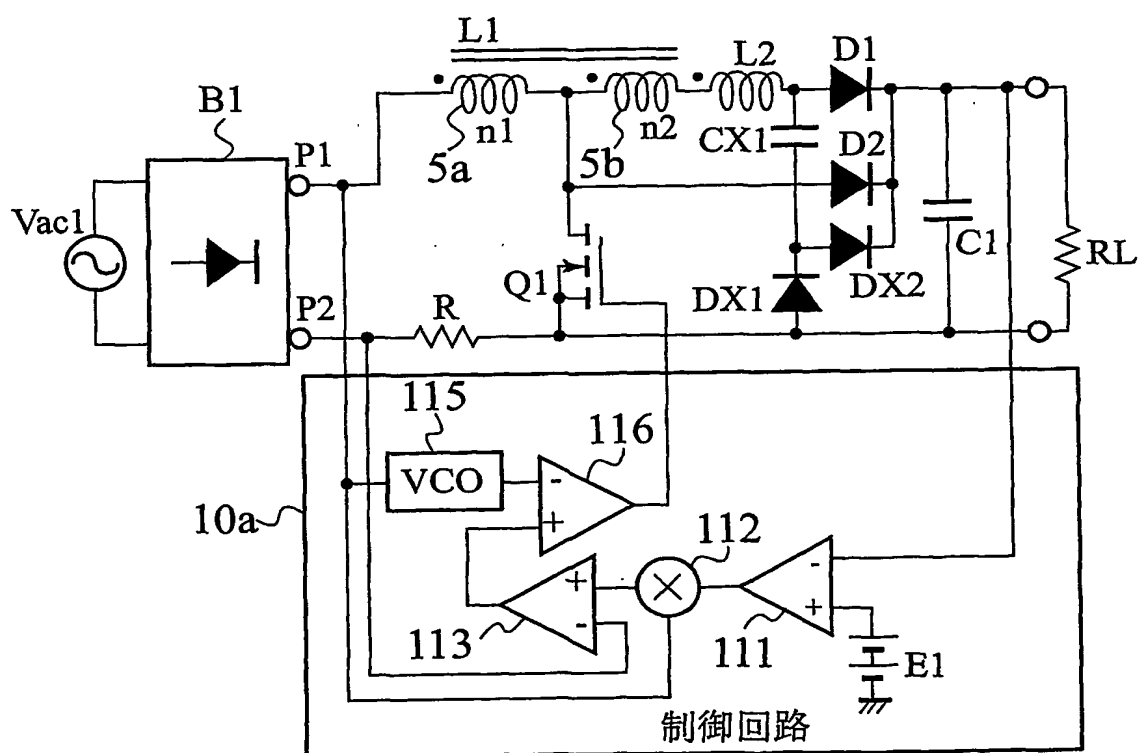 L1
D1
L2
B1
n1
n2
CX1
P1
5a
5b
D2
Vac1
C1
RL
Q1
DX1
DX2
P2
R
115
116
VCO
-
+
10a
112
-
+
+
-
113
111
E1
制御回路